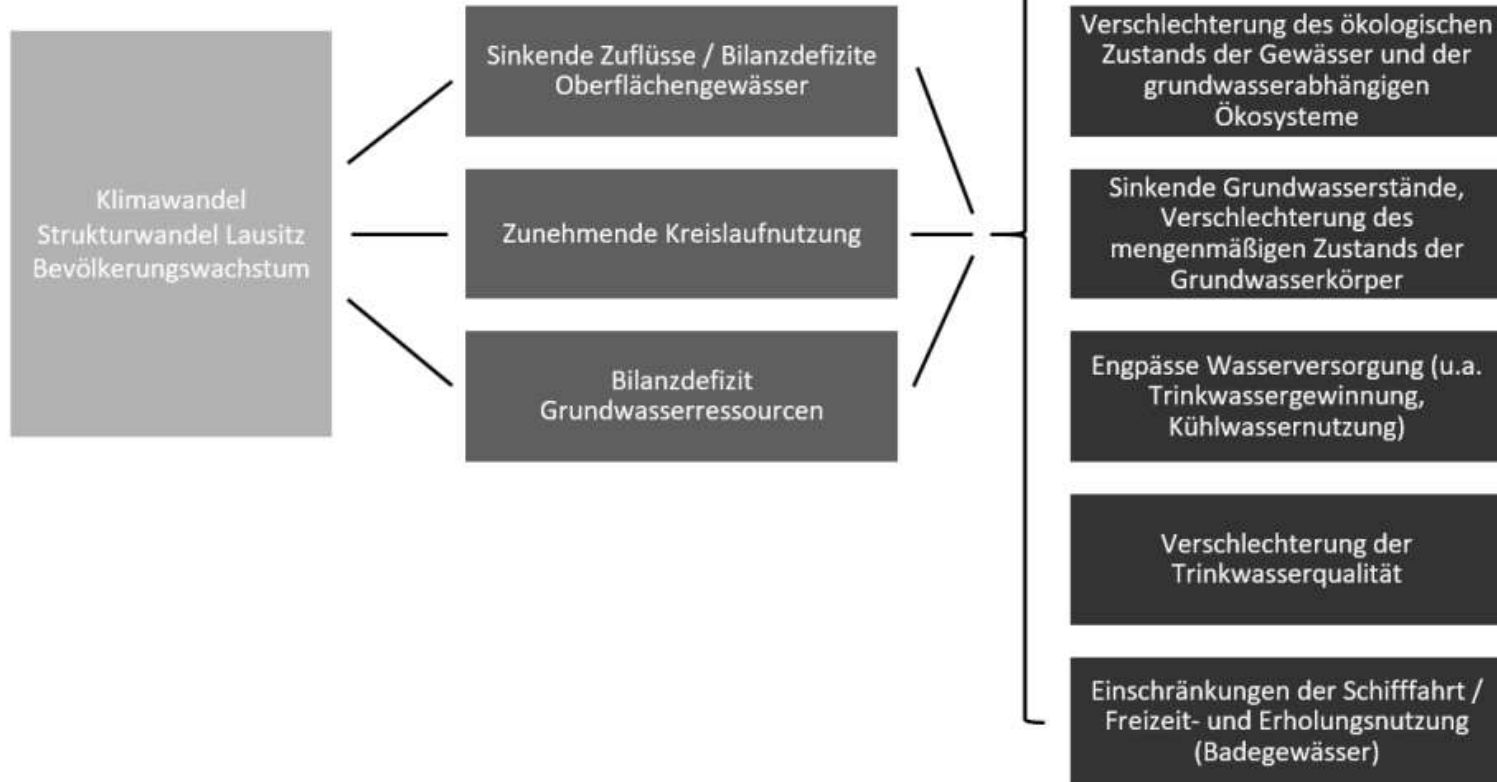 Klimawandel
Strukturwandel Lausitz
Bevölkerungswachstum
Sinkende Zuflüsse / Bilanzdefizite
Oberflächengewässer
Zunehmende Kreislaufnutzung
Bilanzdefizit
Grundwasserressourcen
Verschlechterung des ökologischen
Zustands der Gewässer und der
grundwasserabhängigen
Ökosysteme
Sinkende Grundwasserstände,
Verschlechterung des
mengenmäßigen Zustands der
Grundwasserkörper
Engpässe Wasserversorgung (u.a.
Trinkwassergewinnung,
Kühlwassernutzung)
Verschlechterung der
Trinkwasserqualität
Einschränkungen der Schifffahrt /
Freizeit- und Erholungsnutzung
(Badegewässer)